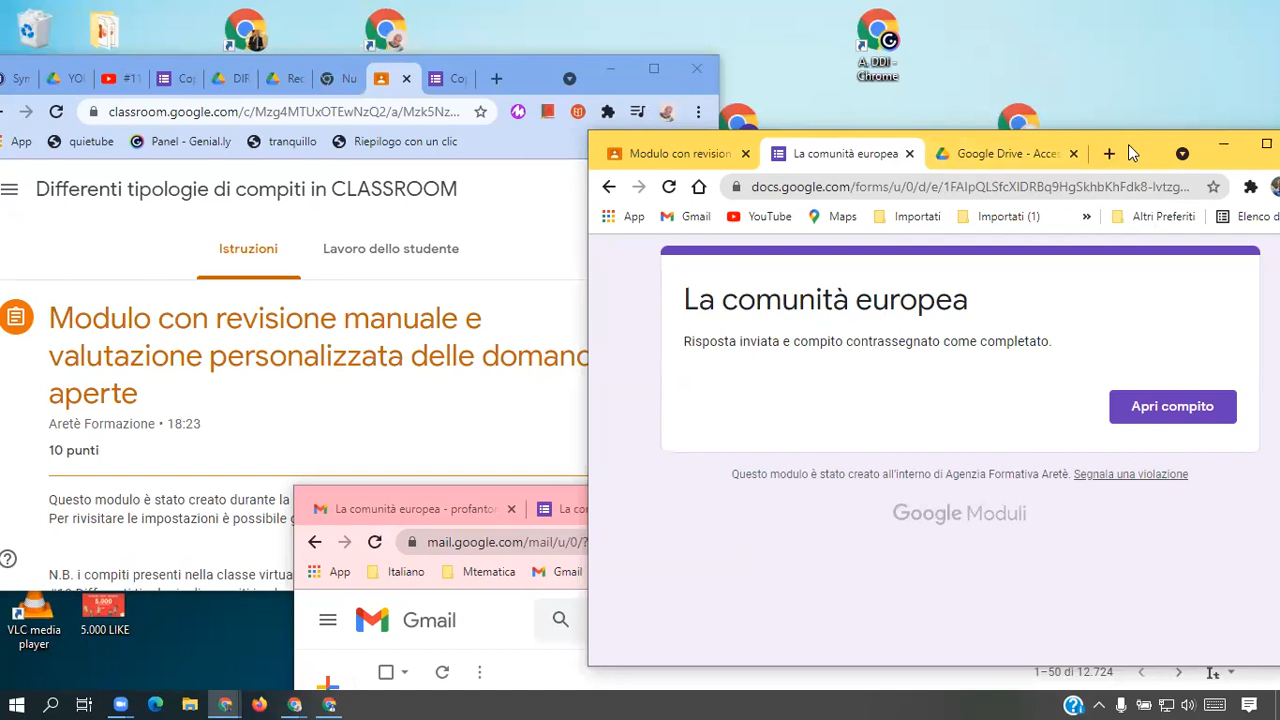 A. DDI -
Chrome
Syn
YO
#11
Co
DIF
Rec
Nu
Co
classroom.google.com/c/Mzg4MTUxOTEwNzQ2/a/Mzk5Nz...
App
quietube
Panel - Genial.ly
tranquillo
Riepilogo con un clic
Differenti tipologie di compiti in CLASSROOM
Istruzioni
Lavoro dello studente
Modulo con revisione manuale e
valutazione personalizzata delle domand
aperte
Aretè Formazione • 18:23
10 punti
Questo modulo è stato creato durante la
Per rivisitare le impostazioni è possibile
N.B. i compiti presenti nella classe virtua
Modulo con revision
La comunità europea
Google Drive - Acces
docs.google.com/forms/u/0/d/e/1FAIpQLSfcXlDRBq9HgSkhbKhFdk8-lvtzg...
App
Gmail
YouTube
Maps
Importati
Importati (1)
»
Altri Preferiti
Elenco d
La comunità europea
Risposta inviata e compito contrassegnato come completato.
Apri compito
Questo modulo è stato creato all'interno di Agenzia Formativa Aretè. Segnala una violazione
Google Moduli
La comunità europea - profanton
La co
mail.google.com/mail/u/0/?
App
Italiano
Mtematica
Gmail
Gmail
1–50 di 12.724
VLC media
player
5.000 LIKE